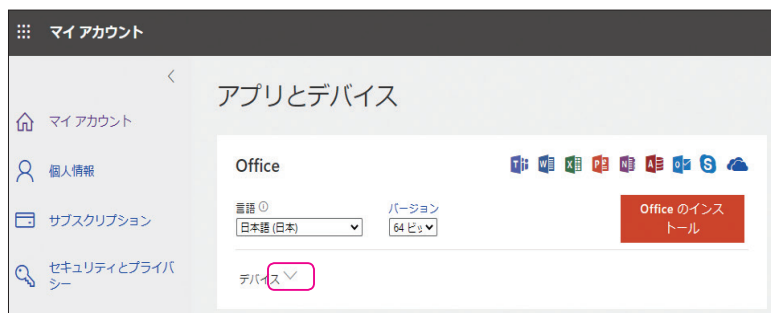 マイ アカウント
アプリとデバイス
マイ アカウント
個人情報
サブスクリプション
セキュリティとプライバ
シー
Office
言語
バージョン
日本語 (日本)
64 ビッ
Office のインス
トール
デバイス